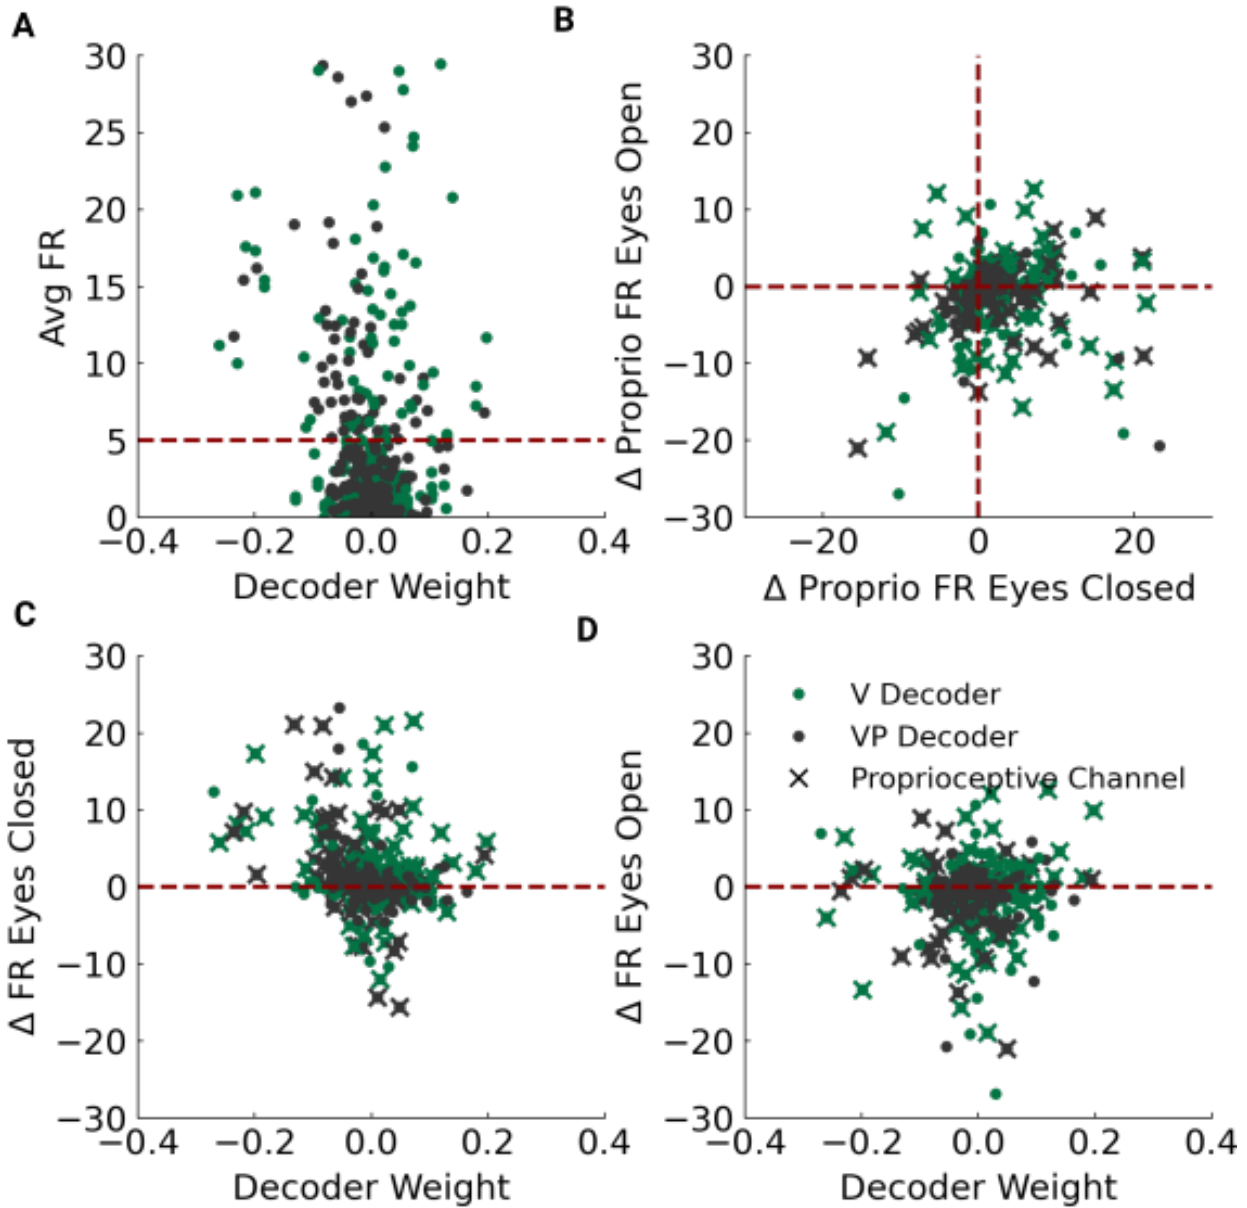 A
30
25
20
15
10
5
0
Avg FR
−0.4 −0.2 0.0 0.2 0.4
Decoder Weight
B
30
20
10
0
−10
−20
−30
Δ Proprio FR Eyes Open
−20 0 20
Δ Proprio FR Eyes Closed
C
30
20
10
0
−10
−20
−30
Δ FR Eyes Closed
−0.4 −0.2 0.0 0.2 0.4
Decoder Weight
D
30
20
10
0
−10
−20
−30
Δ FR Eyes Open
V Decoder
VP Decoder
Proprioceptive Channel
−0.4 −0.2 0.0 0.2 0.4
Decoder Weight